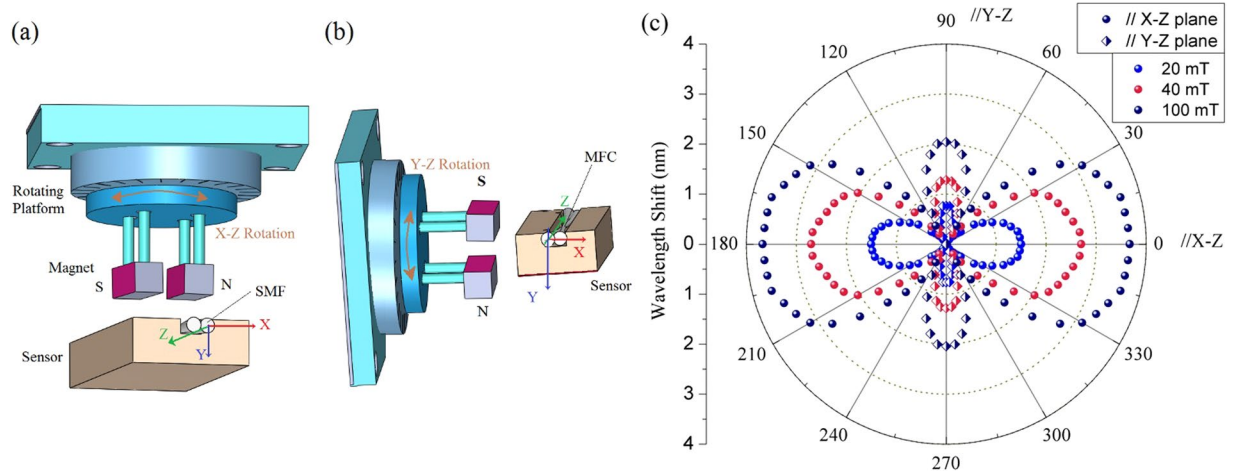 (a)
Rotating
Platform
X-Z Rotation
Magnet
S
N
SMF
X
Z
Y
Sensor
(b)
Y-Z Rotation
S
MFC
Z
X
Y
Sensor
N
(c)
90 //Y-Z
// X-Z plane
// Y-Z plane
20 mT
40 mT
100 mT
4
3
2
1
0
1
2
3
4
Wavelength Shift (nm)
120
60
150
30
180
0 //X-Z
210
330
240
300
270